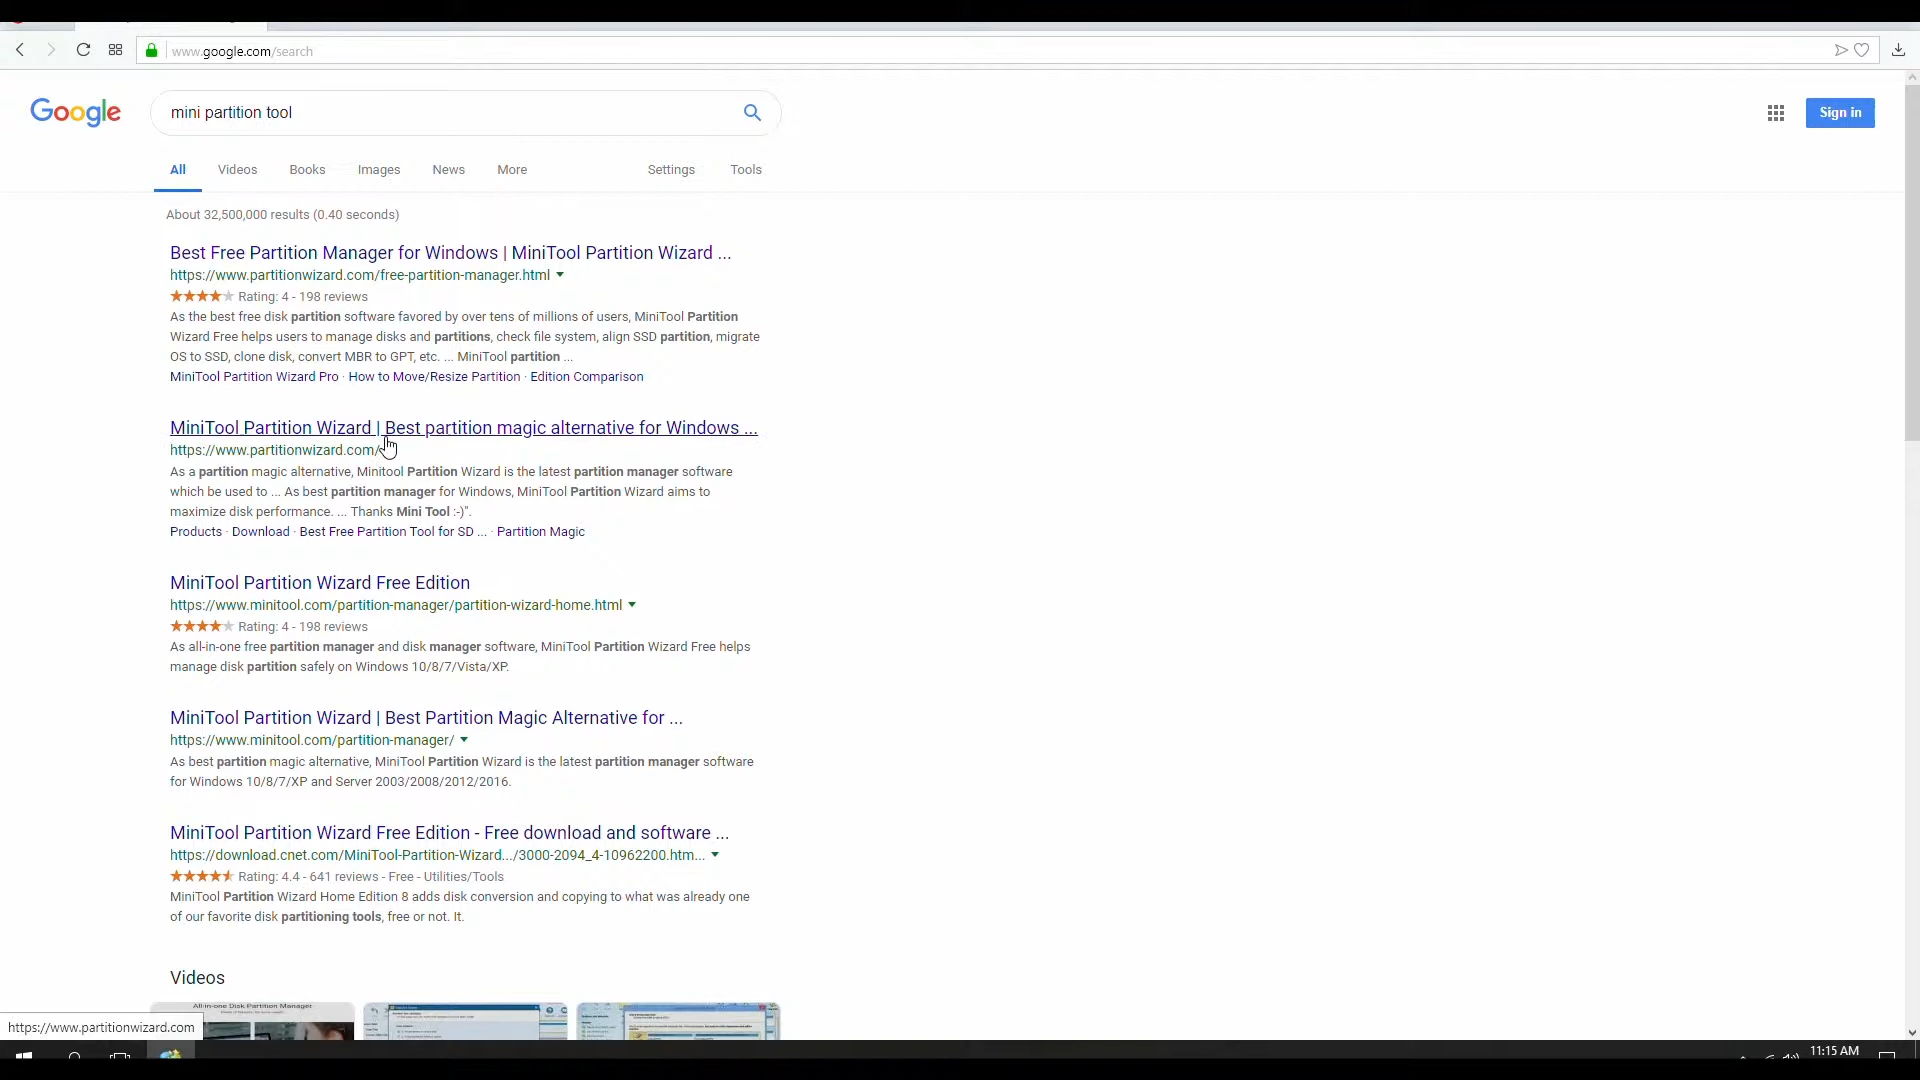 www.google.com/search
Google
mini partition tool
Sign in
All Videos Books Images News More Settings Tools
About 32,500,000 results (0.40 seconds)
Best Free Partition Manager for Windows | MiniTool Partition Wizard ...
https://www.partitionwizard.com/free-partition-manager.html
Rating: 4 - 198 reviews
As the best free disk partition software favored by over tens of millions of users, MiniTool Partition
Wizard Free helps users to manage disks and partitions, check file system, align SSD partition, migrate
OS to SSD, clone disk, convert MBR to GPT, etc. ... MiniTool partition ...
MiniTool Partition Wizard Pro · How to Move/Resize Partition · Edition Comparison
MiniTool Partition Wizard | Best partition magic alternative for Windows ...
https://www.partitionwizard.com/
As a partition magic alternative, Minitool Partition Wizard is the latest partition manager software
which be used to ... As best partition manager for Windows, MiniTool Partition Wizard aims to
maximize disk performance. ... Thanks Mini Tool :-)".
Products · Download · Best Free Partition Tool for SD ... · Partition Magic
MiniTool Partition Wizard Free Edition
https://www.minitool.com/partition-manager/partition-wizard-home.html
Rating: 4 - 198 reviews
As all-in-one free partition manager and disk manager software, MiniTool Partition Wizard Free helps
manage disk partition safely on Windows 10/8/7/Vista/XP.
MiniTool Partition Wizard | Best Partition Magic Alternative for ...
https://www.minitool.com/partition-manager/
As best partition magic alternative, MiniTool Partition Wizard is the latest partition manager software
for Windows 10/8/7/XP and Server 2003/2008/2012/2016.
MiniTool Partition Wizard Free Edition - Free download and software ...
https://download.cnet.com/MiniTool-Partition-Wizard.../3000-2094_4-10962200.htm...
Rating: 4.4 - 641 reviews - Free - Utilities/Tools
MiniTool Partition Wizard Home Edition 8 adds disk conversion and copying to what was already one
of our favorite disk partitioning tools, free or not. It.
Videos
All-in-one Disk Partition Manager
https://www.partitionwizard.com
11:15 AM